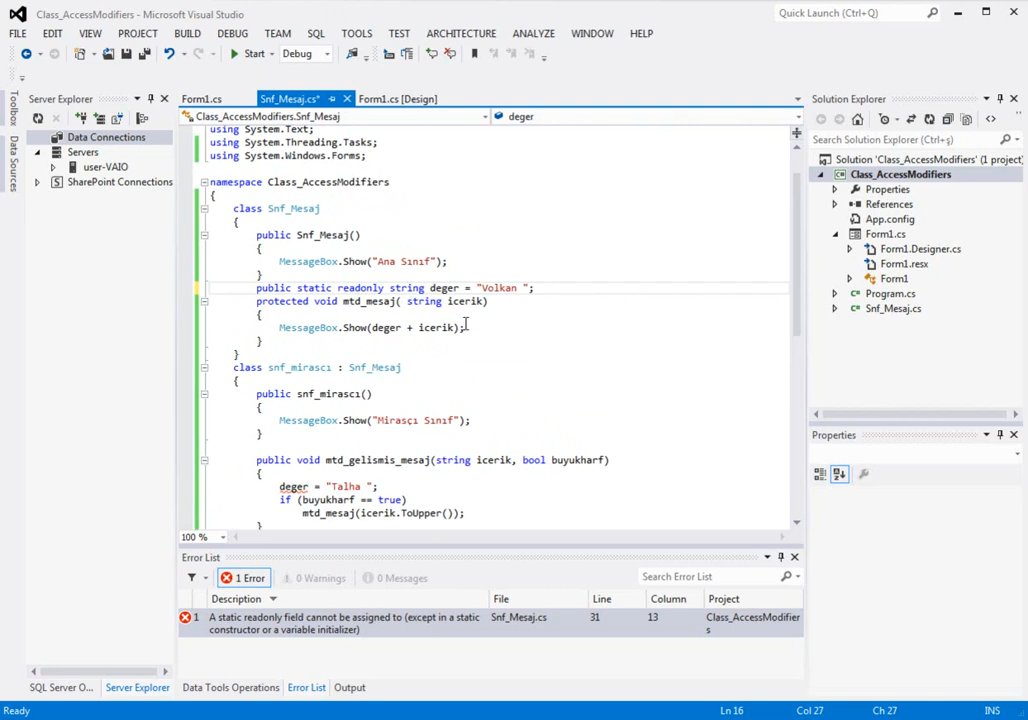 Class_AccessModifiers - Microsoft Visual Studio
Quick Launch (Ctrl+Q)
FILE EDIT VIEW PROJECT BUILD DEBUG TEAM SQL TOOLS TEST ARCHITECTURE ANALYZE WINDOW HELP
Start Debug
Toolbox
Data Sources
Server Explorer
Data Connections
Servers
user-VAIO
SharePoint Connections
Form1.cs Snf_Mesaj.cs* Form1.cs [Design]
Class_AccessModifiers.Snf_Mesaj deger
using System.Text;
using System.Threading.Tasks;
using System.Windows.Forms;
namespace Class_AccessModifiers
{
class Snf_Mesaj
{
public Snf_Mesaj()
{
MessageBox.Show("Ana Sınıf");
}
public static readonly string deger = "Volkan ";
protected void mtd_mesaj( string icerik)
{
MessageBox.Show(deger + icerik);
}
}
class snf_mirascı : Snf_Mesaj
{
public snf_mirascı()
{
MessageBox.Show("Mirasçı Sınıf");
}
public void mtd_gelismis_mesaj(string icerik, bool buyukharf)
{
deger = "Talha ";
if (buyukharf == true)
mtd_mesaj(icerik.ToUpper());
}
100 %
Error List
1 Error 0 Warnings 0 Messages
Search Error List
Description File Line Column Project
1 A static readonly field cannot be assigned to (except in a static constructor or a variable initializer) Snf_Mesaj.cs 31 13 Class_AccessModifiers
SQL Server O... Server Explorer Data Tools Operations Error List Output
Solution Explorer
Search Solution Explorer (Ctrl+ş)
Solution 'Class_AccessModifiers' (1 project)
Class_AccessModifiers
Properties
References
App.config
Form1.cs
Form1.Designer.cs
Form1.resx
Form1
Program.cs
Snf_Mesaj.cs
Properties
Ready Ln 16 Col 27 Ch 27 INS